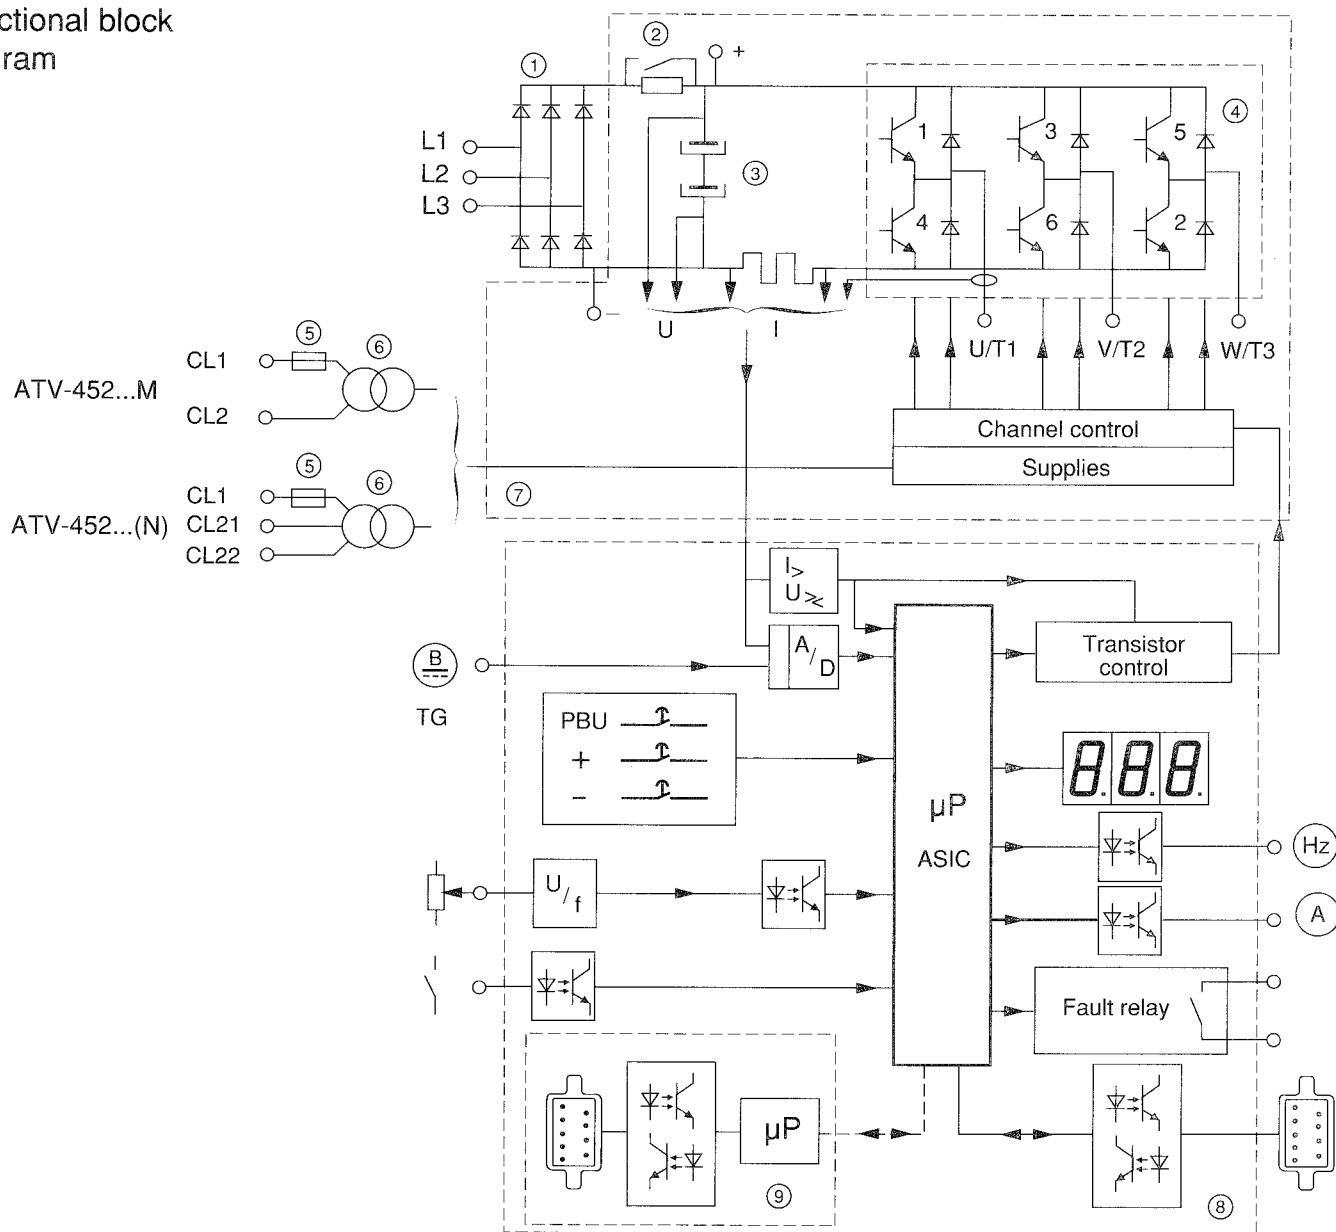 ctional block
ram
①
②
+
L1
L2
L3
③
④
1
3
5
4
6
2
–
U
I
U/T1
V/T2
W/T3
ATV-452...M
CL1
CL2
⑤
⑥
Channel control
Supplies
ATV-452...(N)
CL1
CL21
CL22
⑤
⑥
⑦
I>
U≷
A/D
B
TG
Transistor
control
PBU
+
-
8.8.8.
µP
ASIC
Hz
U/f
A
Fault relay
µP
⑨
⑧